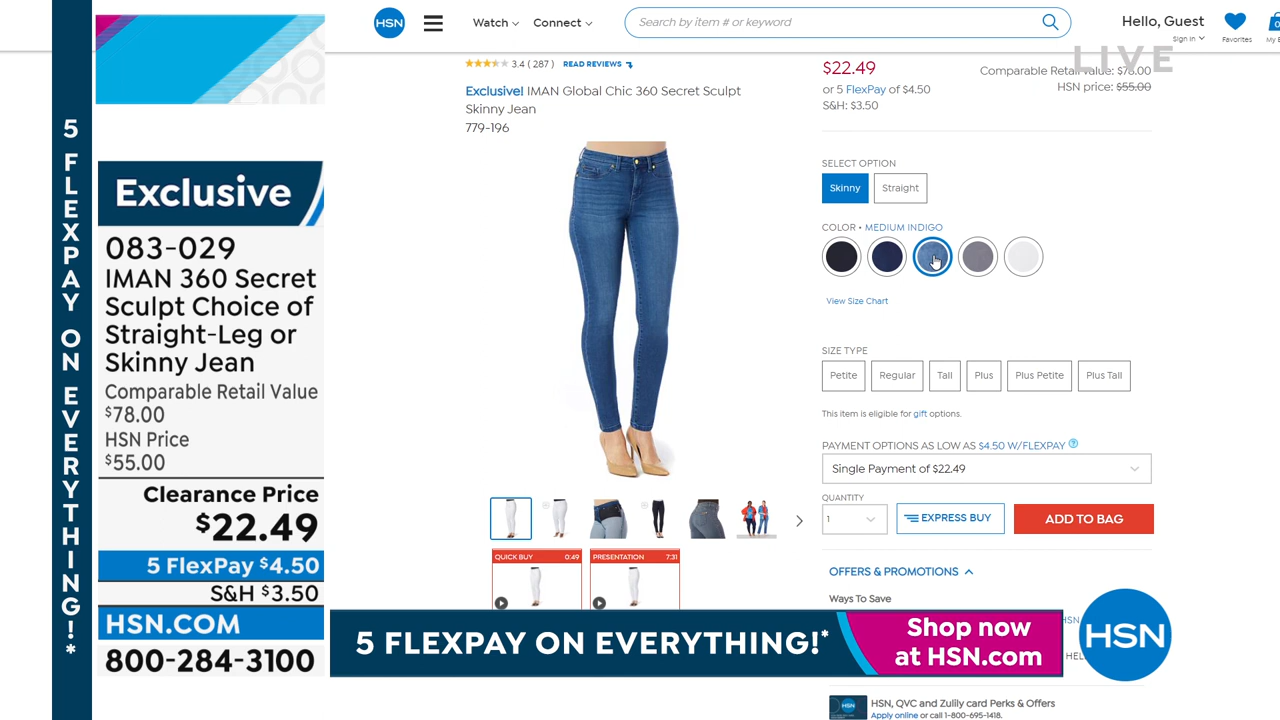 5 FLEXPAY ON EVERYTHING!*
Exclusive
083-029
IMAN 360 Secret
Sculpt Choice of
Straight-Leg or
Skinny Jean
Comparable Retail Value
$78.00
HSN Price
$55.00
Clearance Price
$22.49
5 FlexPay $4.50
S&H $3.50
HSN.COM
800-284-3100
HSN
Watch
Connect
Search by item # or keyword
Hello, Guest
Sign In
Favorites
LIVE
3.4 ( 287 ) READ REVIEWS
Exclusive! IMAN Global Chic 360 Secret Sculpt
Skinny Jean
779-196
QUICK BUY 0:49
PRESENTATION 7:31
$22.49
or 5 FlexPay of $4.50
S&H: $3.50
Comparable Retail Value: $78.00
HSN price: $55.00
SELECT OPTION
Skinny Straight
COLOR • MEDIUM INDIGO
View Size Chart
SIZE TYPE
Petite Regular Tall Plus Plus Petite Plus Tall
This item is eligible for gift options.
PAYMENT OPTIONS AS LOW AS $4.50 W/FLEXPAY ?
Single Payment of $22.49
QUANTITY
1
EXPRESS BUY
ADD TO BAG
OFFERS & PROMOTIONS
Ways To Save
5 FLEXPAY ON EVERYTHING!*
Shop now
at HSN.com
HSN
HSN, QVC and Zulily card Perks & Offers
Apply online or call 1-800-695-1418.